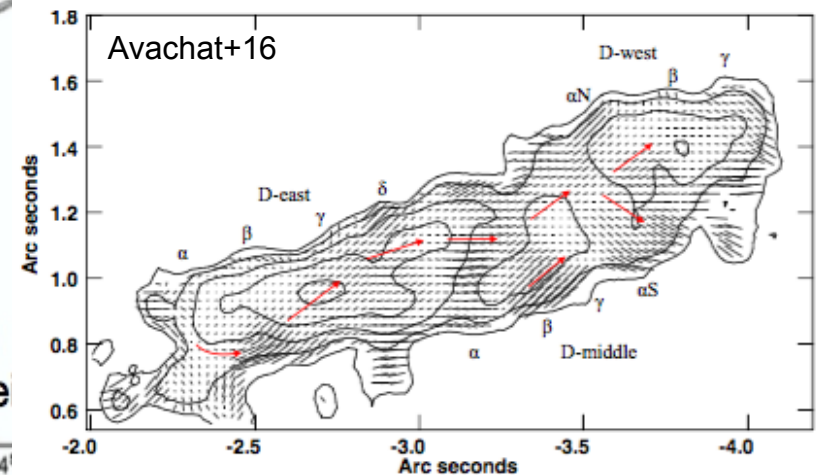 1.8
Avachat+16
D-west
γ
β
1.6
αN
1.4
D-east
δ
γ
β
α
1.2
Arc seconds
1.0
αS
γ
β
α
D-middle
0.8
0.6
-2.0
-2.5
-3.0
-3.5
-4.0
Arc seconds